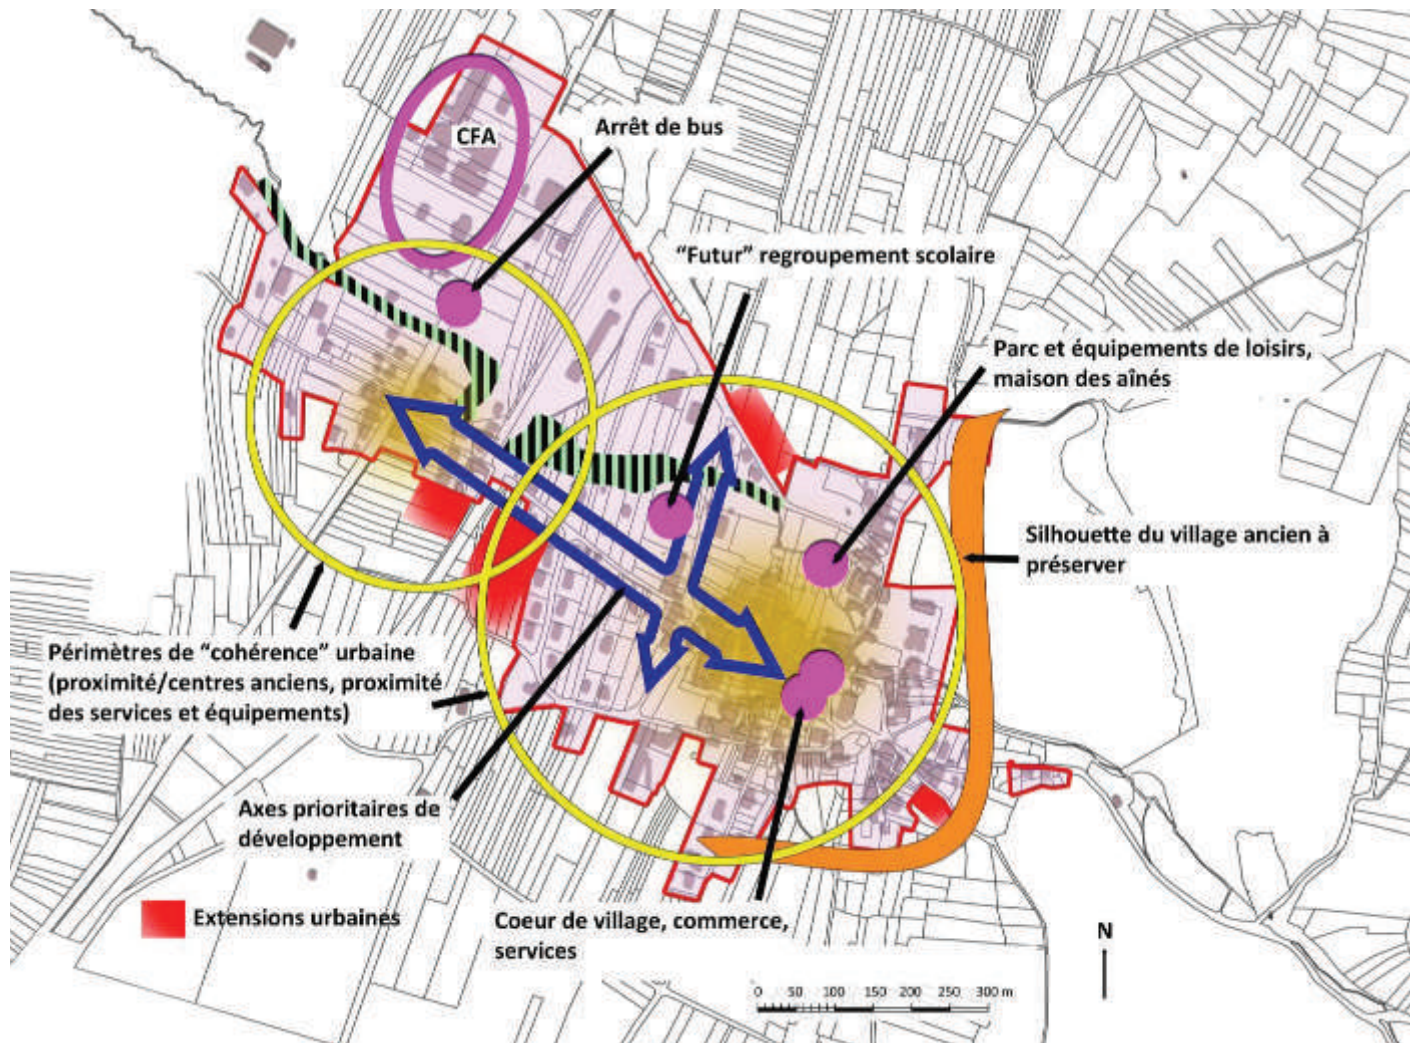 CFA
Arrêt de bus
“Futur” regroupement scolaire
Parc et équipements de loisirs,
maison des aînés
Silhouette du village ancien à
préserver
Périmètres de “cohérence” urbaine
(proximité/centres anciens, proximité
des services et équipements)
Axes prioritaires de
développement
Extensions urbaines
Coeur de village, commerce,
services
N
0 50 100 150 200 250 300 m